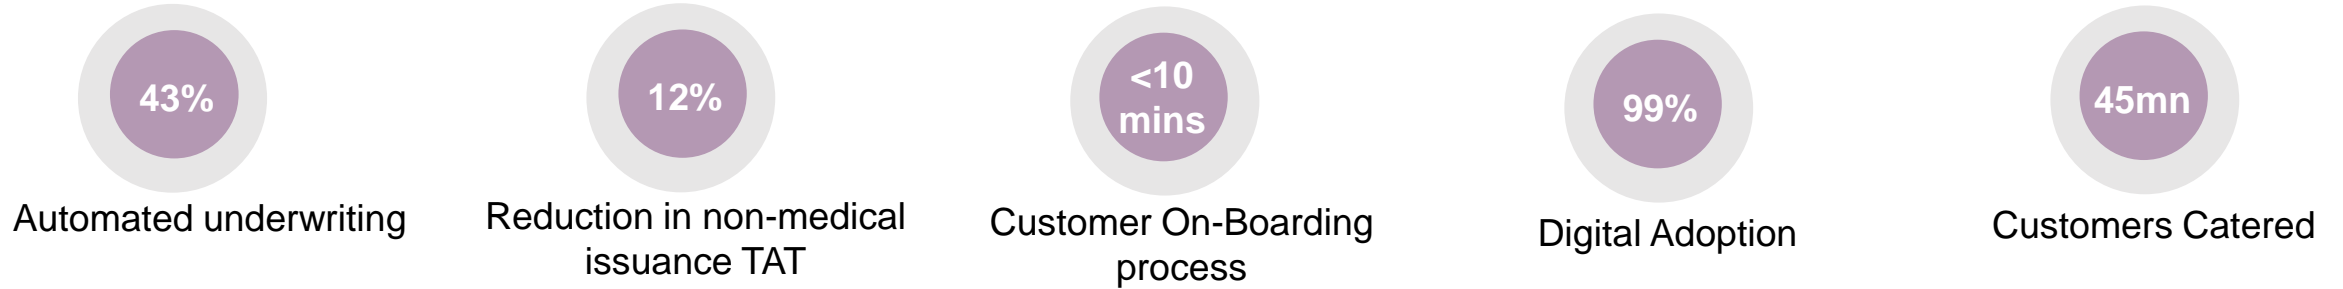 43%
Automated underwriting
12%
Reduction in non-medical
issuance TAT
<10
mins
Customer On-Boarding
process
99%
Digital Adoption
45mn
Customers Catered